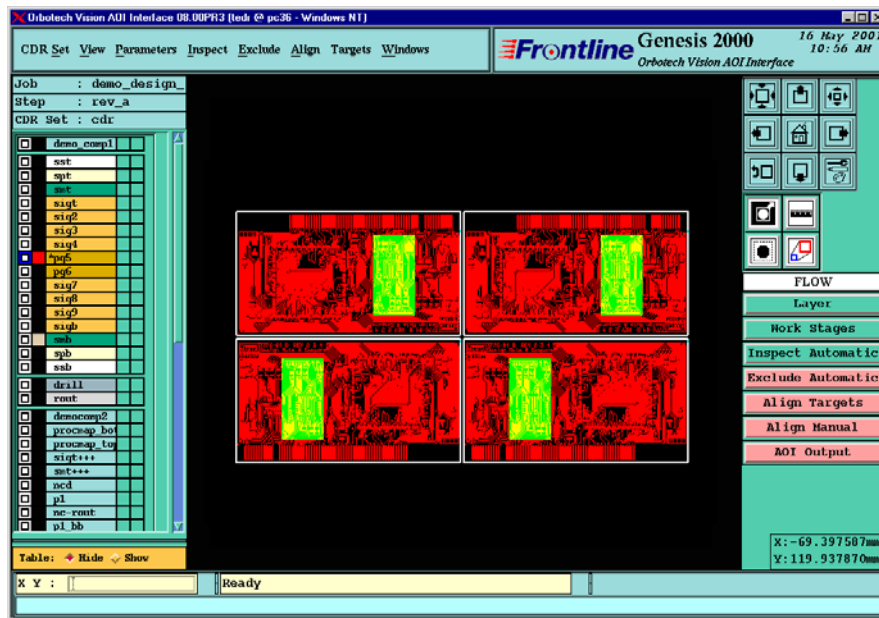 Orbotech Vision AOI Interface 08.00PR3 (tedr @ pc36 - Windows NT)
CDR Set View Parameters Inspect Exclude Align Targets Windows
Frontline
Genesis 2000
Orbotech Vision AOI Interface
16 May 2001
10:56 AM
Job : demo_design_
Step : rev_a
CDR Set : cdr
demo_comp1
sst
spt
smt
sigt
sig2
sig3
sig4
*pg5
pg6
sig7
sig8
sig9
sigb
smb
spb
ssb
drill
rout
democomp2
procmap_bot
procmap_top
sigt+++
smt+++
ncd
p1
nc-rout
p1_bb
Table: Hide Show
FLOW
Layer
Work Stages
Inspect Automatic
Exclude Automatic
Align Targets
Align Manual
AOI Output
X:-69.397507mm
Y:119.937870mm
X Y :
Ready